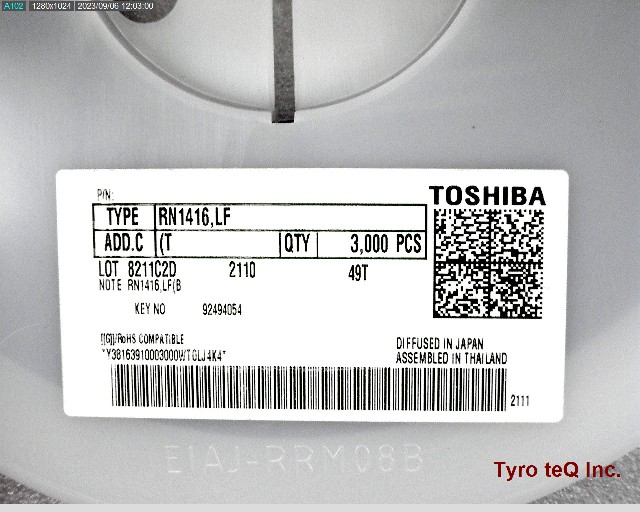 A102 1280x1024 2023/09/06 12:03:00
P/N:
TOSHIBA
TYPE RN1416,LF
ADD.C (T QTY 3,000 PCS
LOT 8211C2D 2110 49T
NOTE RN1416,LF(B
KEY NO 92494054
[[G]]/RoHS COMPATIBLE
DIFFUSED IN JAPAN
*Y38163910003000WTGLJ4K4*
ASSEMBLED IN THAILAND
2111
EIAJ-RRM08B
Tyro teQ Inc.